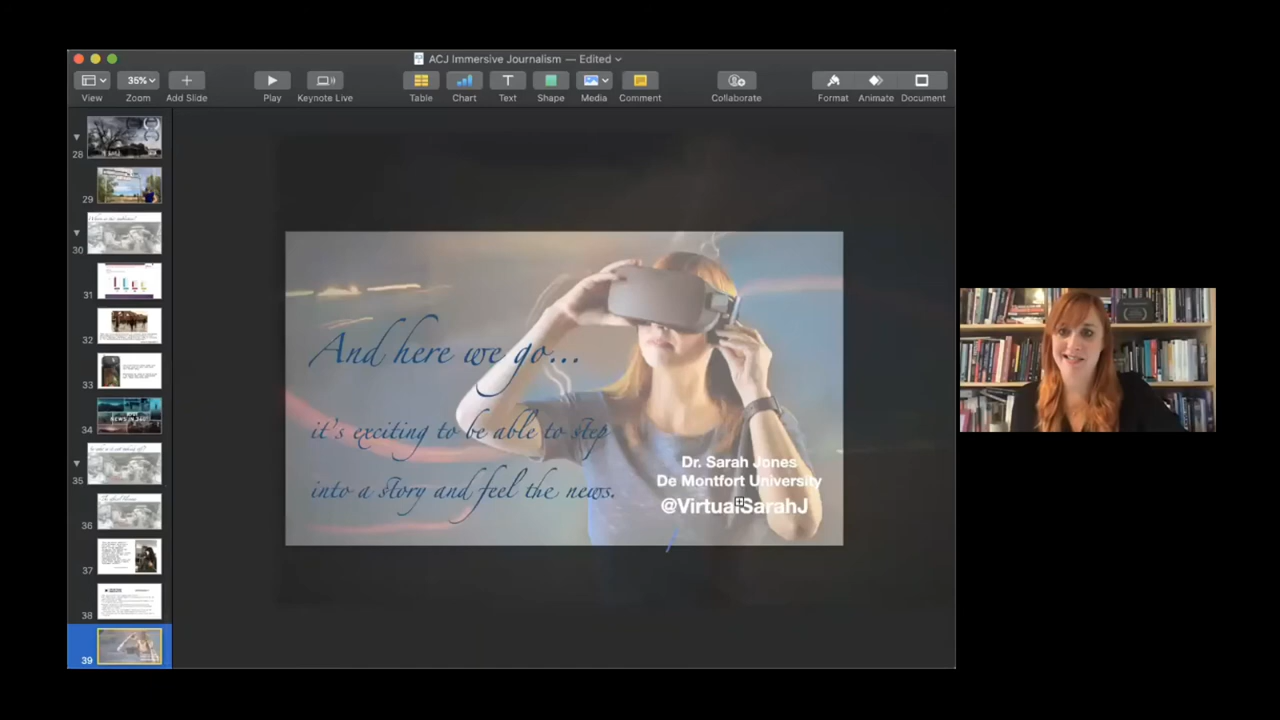 ACJ Immersive Journalism — Edited
35%
View
Zoom
Add Slide
Play
Keynote Live
Table
Chart
Text
Shape
Media
Comment
Collaborate
Format
Animate
Document
28
29
30
31
32
33
34
NEWS IN 360
35
36
37
38
39
And here we go...
it's exciting to be able to step
into a story and feel the news.
Dr. Sarah Jones
De Montfort University
@VirtualSarahJ